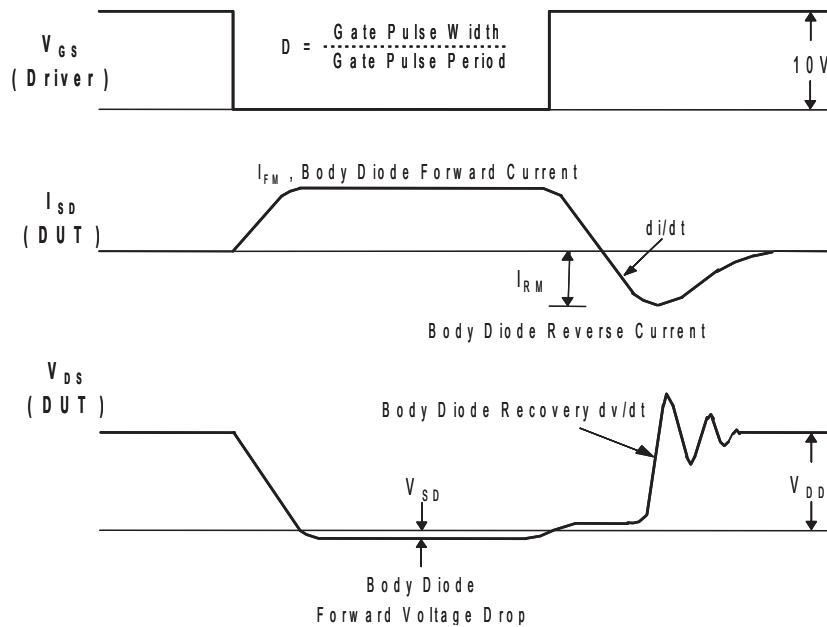 V_GS
(Driver)
D = Gate Pulse Width
Gate Pulse Period
10V
I_FM , Body Diode Forward Current
I_SD
(DUT)
di/dt
I_RM
Body Diode Reverse Current
V_DS
(DUT)
Body Diode Recovery dv/dt
V_SD
V_DD
Body Diode
Forward Voltage Drop